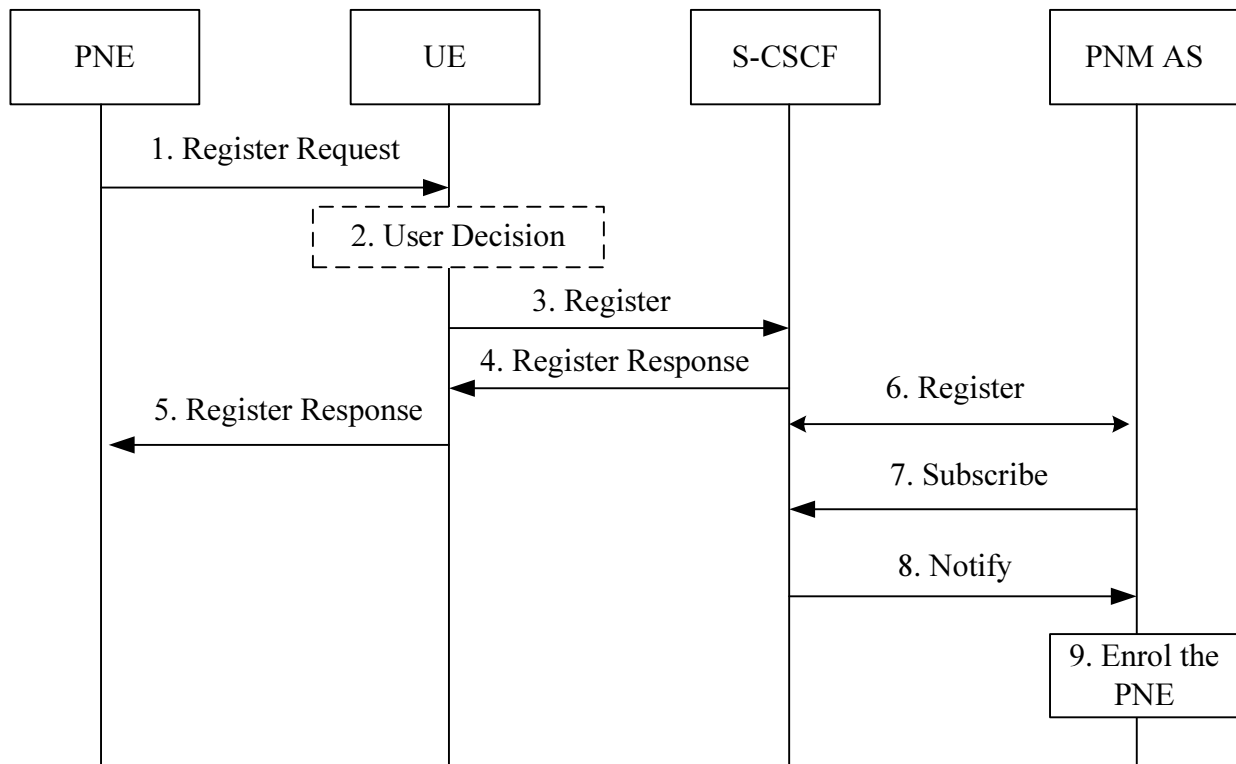 PNE
UE
S-CSCF
PNM AS
1. Register Request
2. User Decision
3. Register
4. Register Response
5. Register Response
6. Register
7. Subscribe
8. Notify
9. Enrol the
PNE